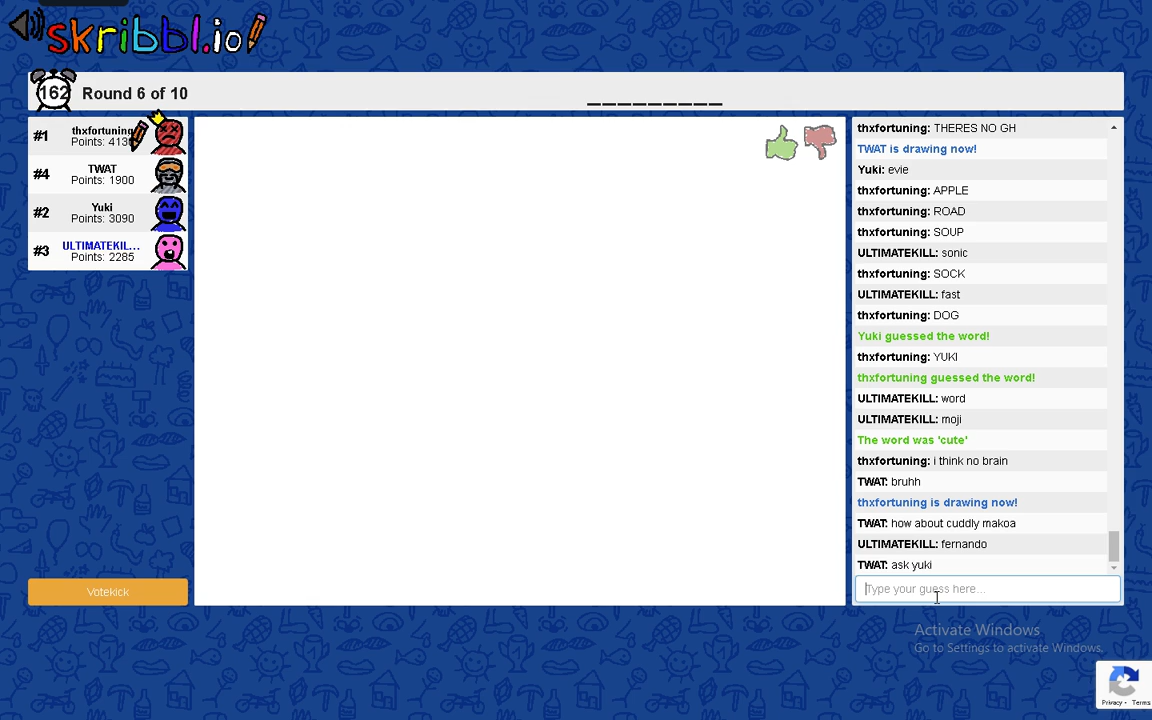 skribbl.io
162
Round 6 of 10
_________
#1
thxfortuning
Points: 4130
#4
TWAT
Points: 1900
#2
Yuki
Points: 3090
#3
ULTIMATEKIL...
Points: 2285
Votekick
thxfortuning: THERES NO GH
TWAT is drawing now!
Yuki: evie
thxfortuning: APPLE
thxfortuning: ROAD
thxfortuning: SOUP
ULTIMATEKILL: sonic
thxfortuning: SOCK
ULTIMATEKILL: fast
thxfortuning: DOG
Yuki guessed the word!
thxfortuning: YUKI
thxfortuning guessed the word!
ULTIMATEKILL: word
ULTIMATEKILL: moji
The word was 'cute'
thxfortuning: i think no brain
TWAT: bruhh
thxfortuning is drawing now!
TWAT: how about cuddly makoa
ULTIMATEKILL: fernando
TWAT: ask yuki
Type your guess here...
Activate Windows
Go to Settings to activate Windows.
Privacy - Terms